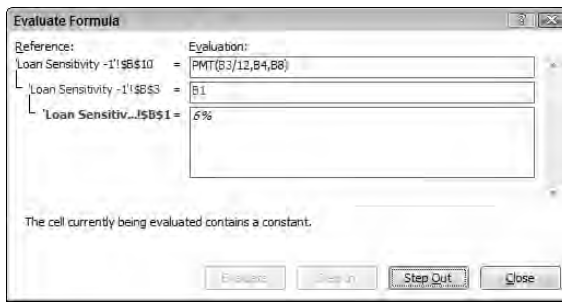 Evaluate Formula
Reference: Evaluation:
'Loan Sensitivity -1'!$B$10 = PMT(B3/12,B4,B8)
'Loan Sensitivity -1'!$B$3 = B1
'Loan Sensitiv...!$B$1 = 6%
The cell currently being evaluated contains a constant.
Evaluate Step In Step Out Close